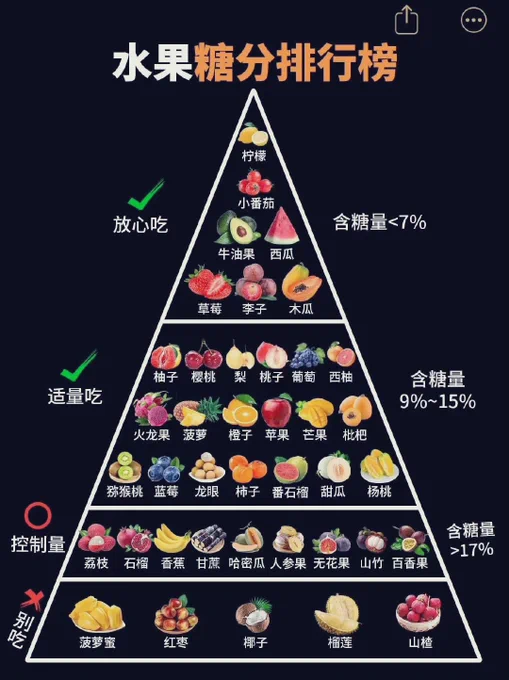 水果糖分排行榜
柠檬
小番茄
放心吃
含糖量<7%
牛油果 西瓜
草莓 李子 木瓜
柚子 樱桃 梨 桃子 葡萄 西柚
适量吃
含糖量
9%~15%
火龙果 菠萝 橙子 苹果 芒果 枇杷
猕猴桃 蓝莓 龙眼 柿子 番石榴 甜瓜 杨桃
控制量
含糖量
>17%
荔枝 石榴 香蕉 甘蔗 哈密瓜 人参果 无花果 山竹 百香果
别吃
菠萝蜜 红枣 椰子 榴莲 山楂